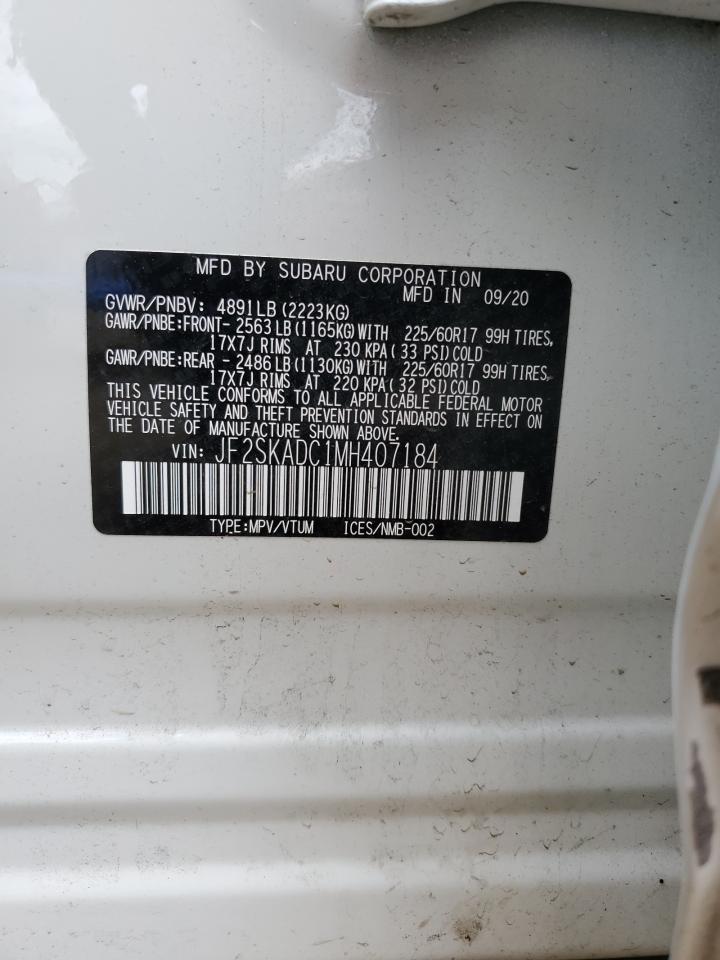 MFD BY SUBARU CORPORATION
MFD IN 09/20
GVWR/PNBV: 4891LB(2223KG)
GAWR/PNBE:FRONT- 2563LB(1165KG)WITH 225/60R17 99H TIRES,
17X7J RIMS AT 230 KPA(33 PSI)COLD
GAWR/PNBE:REAR - 2486LB(1130KG)WITH 225/60R17 99H TIRES,
17X7J RIMS AT 220 KPA(32 PSI)COLD
THIS VEHICLE CONFORMS TO ALL APPLICABLE FEDERAL MOTOR
VEHICLE SAFETY AND THEFT PREVENTION STANDARDS IN EFFECT ON
THE DATE OF MANUFACTURE SHOWN ABOVE.
VIN: JF2SKADC1MH407184
TYPE:MPV/VTUM ICES/NMB-002